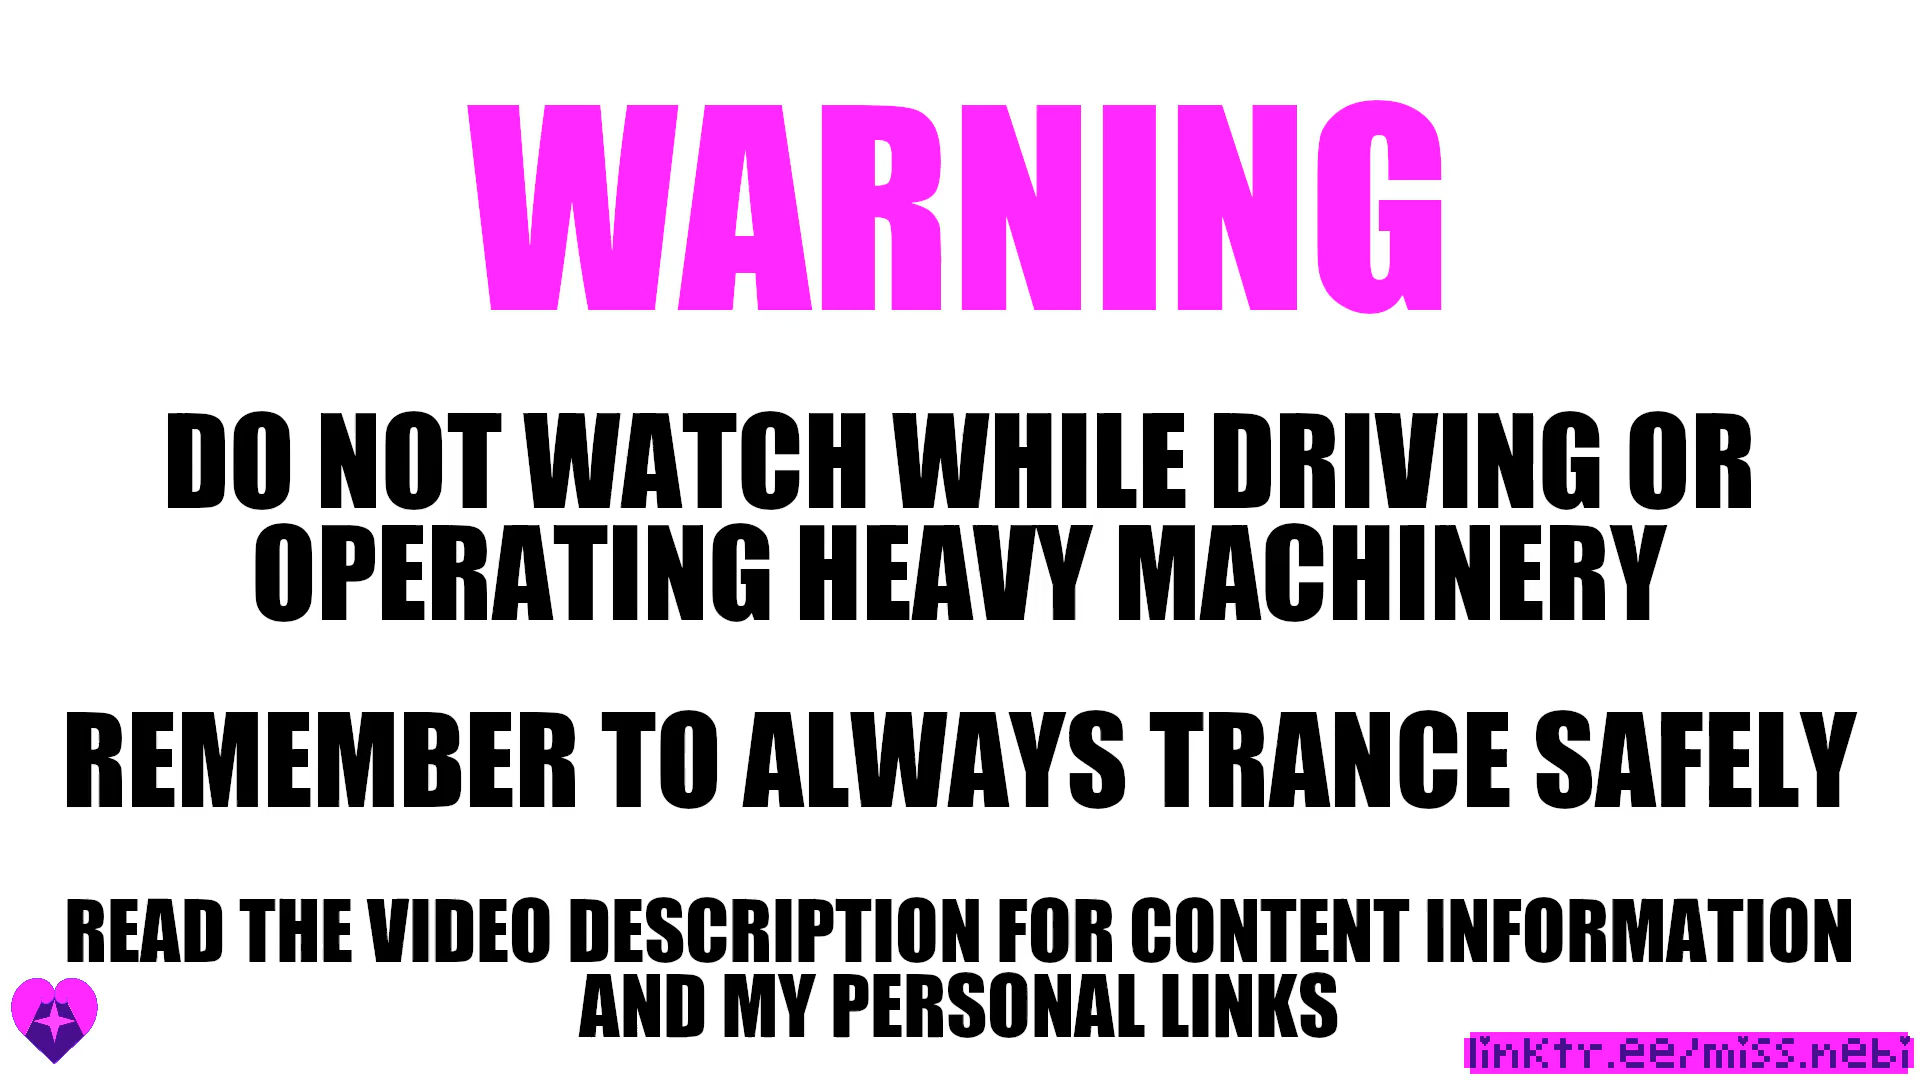 WARNING
DO NOT WATCH WHILE DRIVING OR
OPERATING HEAVY MACHINERY
REMEMBER TO ALWAYS TRANCE SAFELY
READ THE VIDEO DESCRIPTION FOR CONTENT INFORMATION
AND MY PERSONAL LINKS
linktr.ee/miss.nebi